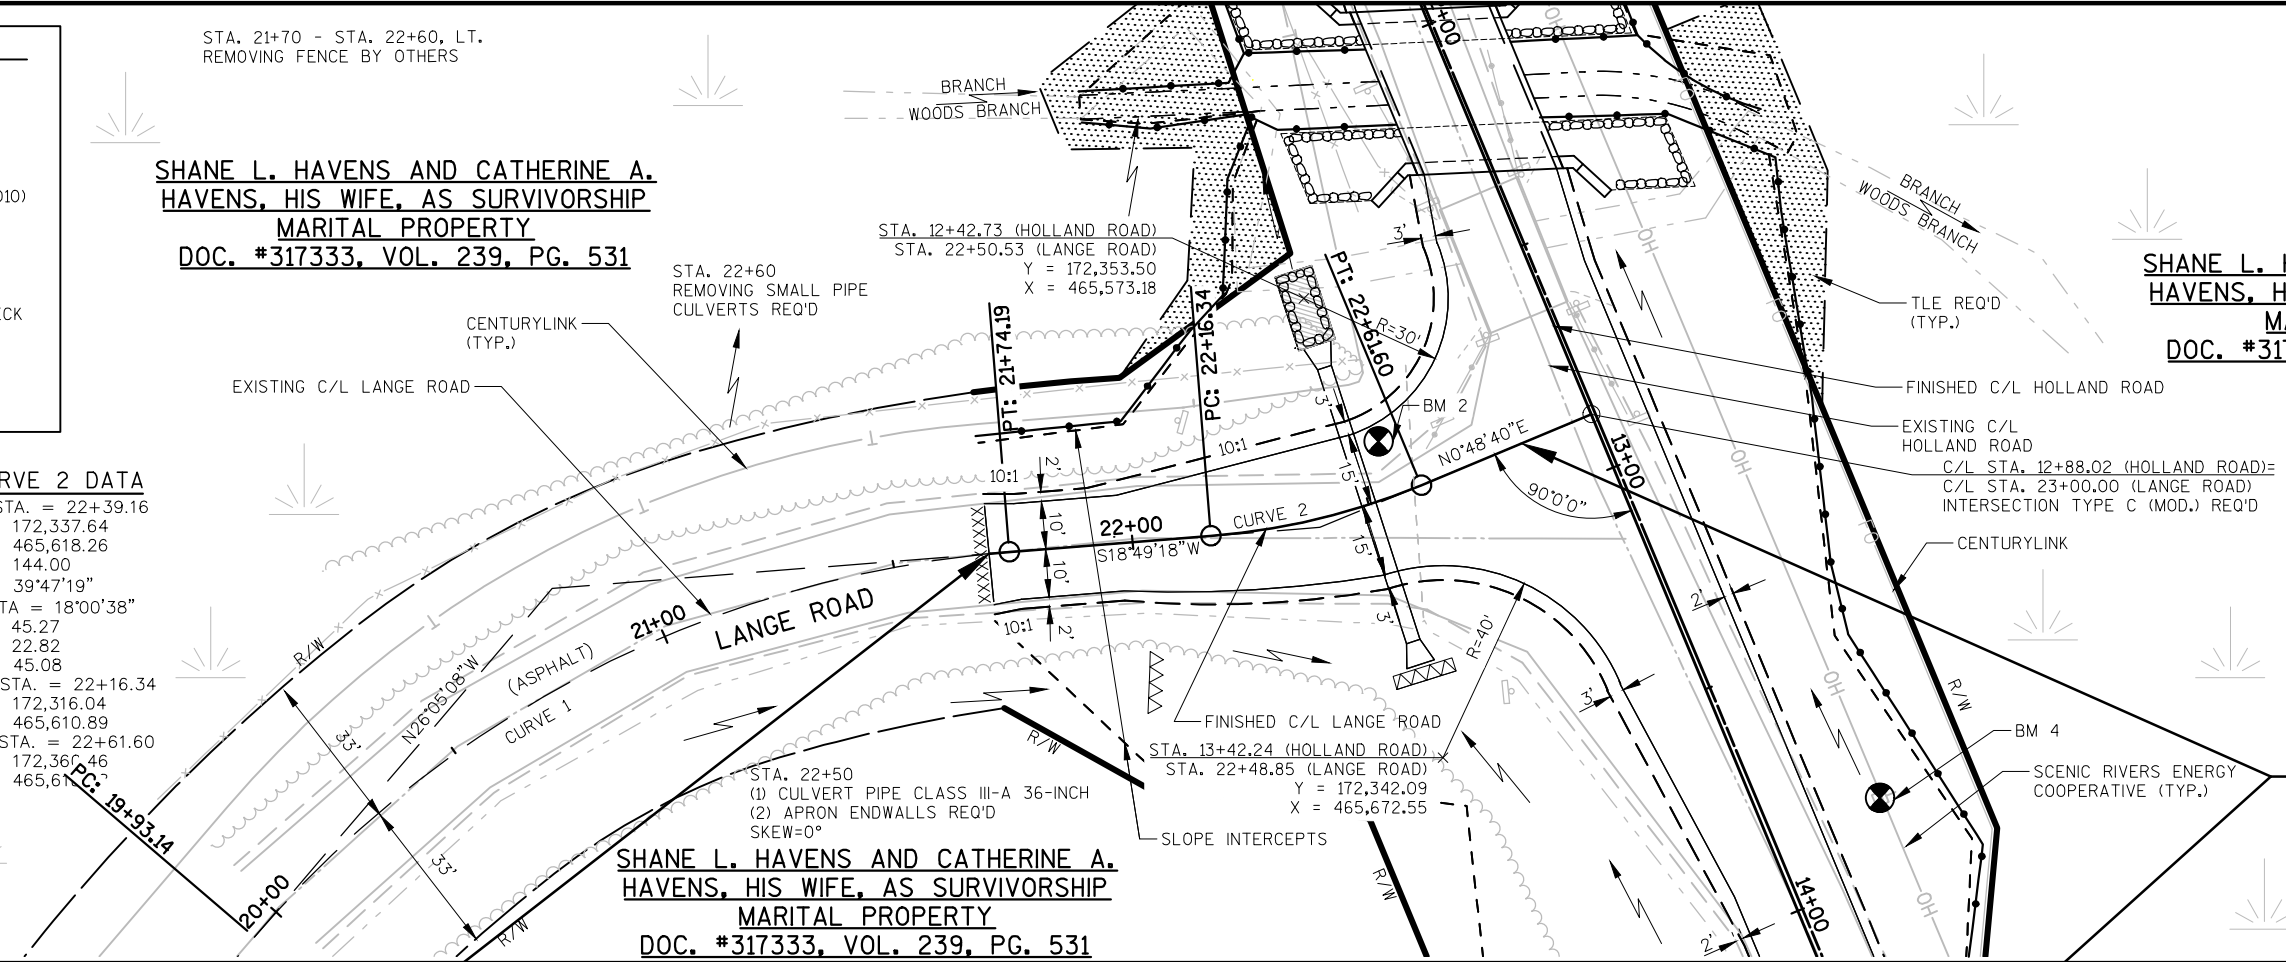 STA. 21+70 - STA. 22+60, LT.
REMOVING FENCE BY OTHERS
010)
ECK
SHANE L. HAVENS AND CATHERINE A.
HAVENS, HIS WIFE, AS SURVIVORSHIP
MARITAL PROPERTY
DOC. #317333, VOL. 239, PG. 531
BRANCH
WOODS BRANCH
STA. 12+42.73 (HOLLAND ROAD)
STA. 22+50.53 (LANGE ROAD)
Y = 172,353.50
X = 465,573.18
STA. 22+60
REMOVING SMALL PIPE
CULVERTS REQ'D
CENTURYLINK
(TYP.)
EXISTING C/L LANGE ROAD
PT: 21+74.19
PC: 22+16.34
PT: 22+61.60
R=30'
3'
BM 2
N0°48'40"E
90°0'0"
13+00
BRANCH
WOODS BRANCH
TLE REQ'D
(TYP.)
SHANE L. H
HAVENS, H
MA
DOC. #317
FINISHED C/L HOLLAND ROAD
EXISTING C/L
HOLLAND ROAD
C/L STA. 12+88.02 (HOLLAND ROAD)=
C/L STA. 23+00.00 (LANGE ROAD)
INTERSECTION TYPE C (MOD.) REQ'D
CENTURYLINK
OH
OH
OH
OH
OH
RVE 2 DATA
STA. = 22+39.16
172,337.64
465,618.26
144.00
39°47'19"
TA = 18°00'38"
45.27
22.82
45.08
STA. = 22+16.34
172,316.04
465,610.89
STA. = 22+61.60
PC: 19+93.14
20+00
33'
33'
R/W
N26°05'08"W
(ASPHALT)
CURVE 1
21+00
LANGE ROAD
10:1
2'
10'
10'
2'
10:1
10:1
22+00
S18°49'18"W
CURVE 2
3'
15'
15'
3'
R=40'
3'
2'
2'
FINISHED C/L LANGE ROAD
STA. 13+42.24 (HOLLAND ROAD)
STA. 22+48.85 (LANGE ROAD)
Y = 172,342.09
X = 465,672.55
SLOPE INTERCEPTS
R/W
R/W
R/W
R/W
STA. 22+50
(1) CULVERT PIPE CLASS III-A 36-INCH
(2) APRON ENDWALLS REQ'D
SKEW=0°
SHANE L. HAVENS AND CATHERINE A.
HAVENS, HIS WIFE, AS SURVIVORSHIP
MARITAL PROPERTY
DOC. #317333, VOL. 239, PG. 531
BM 4
SCENIC RIVERS ENERGY
COOPERATIVE (TYP.)
14+00